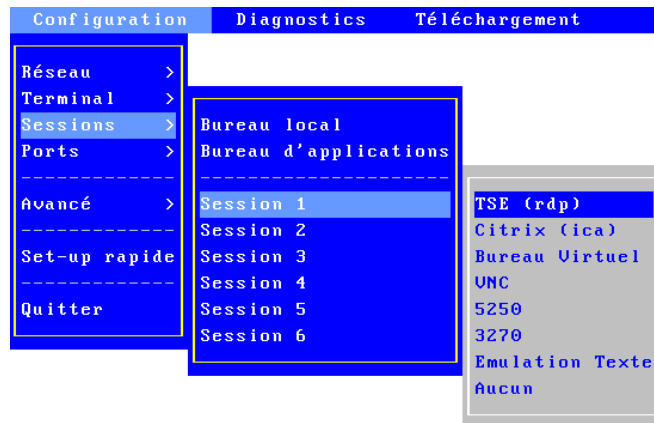 Configuration Diagnostics Téléchargement
Réseau >
Terminal >
Sessions >
Ports >
Avancé >
Set-up rapide
Quitter
Bureau local
Bureau d'applications
Session 1
Session 2
Session 3
Session 4
Session 5
Session 6
TSE (rdp)
Citrix (ica)
Bureau Virtuel
VNC
5250
3270
Emulation Texte
Aucun